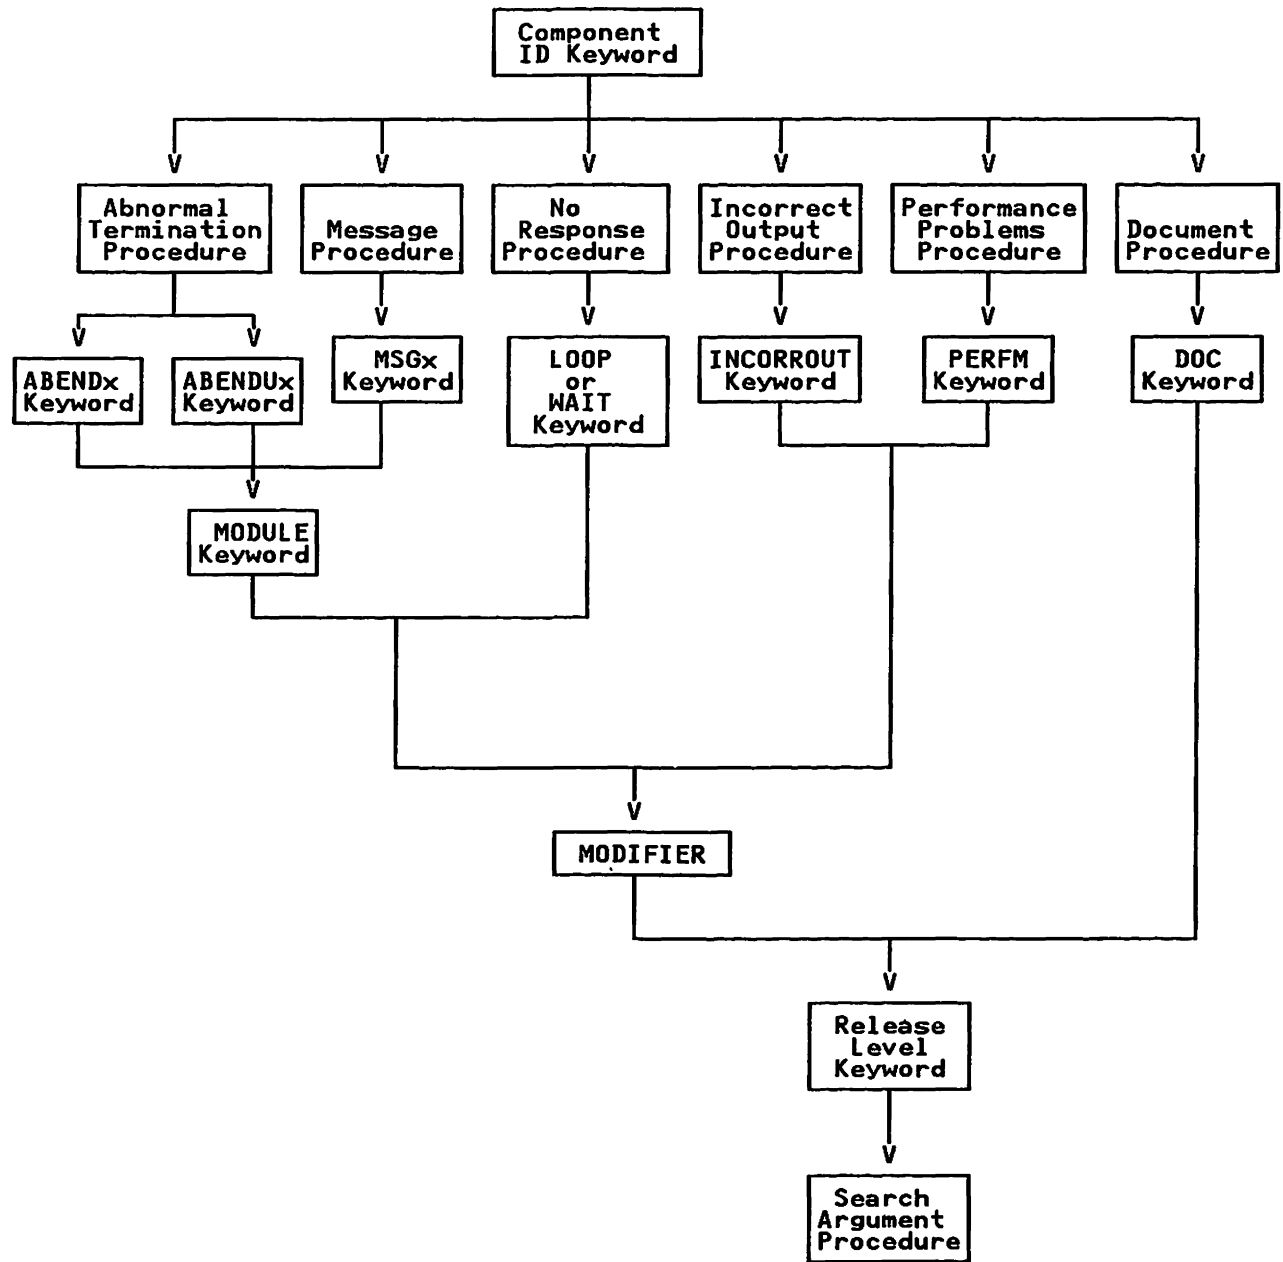 Component
ID Keyword
Abnormal
Termination
Procedure
Message
Procedure
No
Response
Procedure
Incorrect
Output
Procedure
Performance
Problems
Procedure
Document
Procedure
ABENDx
Keyword
ABENDUx
Keyword
MSGx
Keyword
LOOP
or
WAIT
Keyword
INCORROUT
Keyword
PERFM
Keyword
DOC
Keyword
MODULE
Keyword
MODIFIER
Release
Level
Keyword
Search
Argument
Procedure